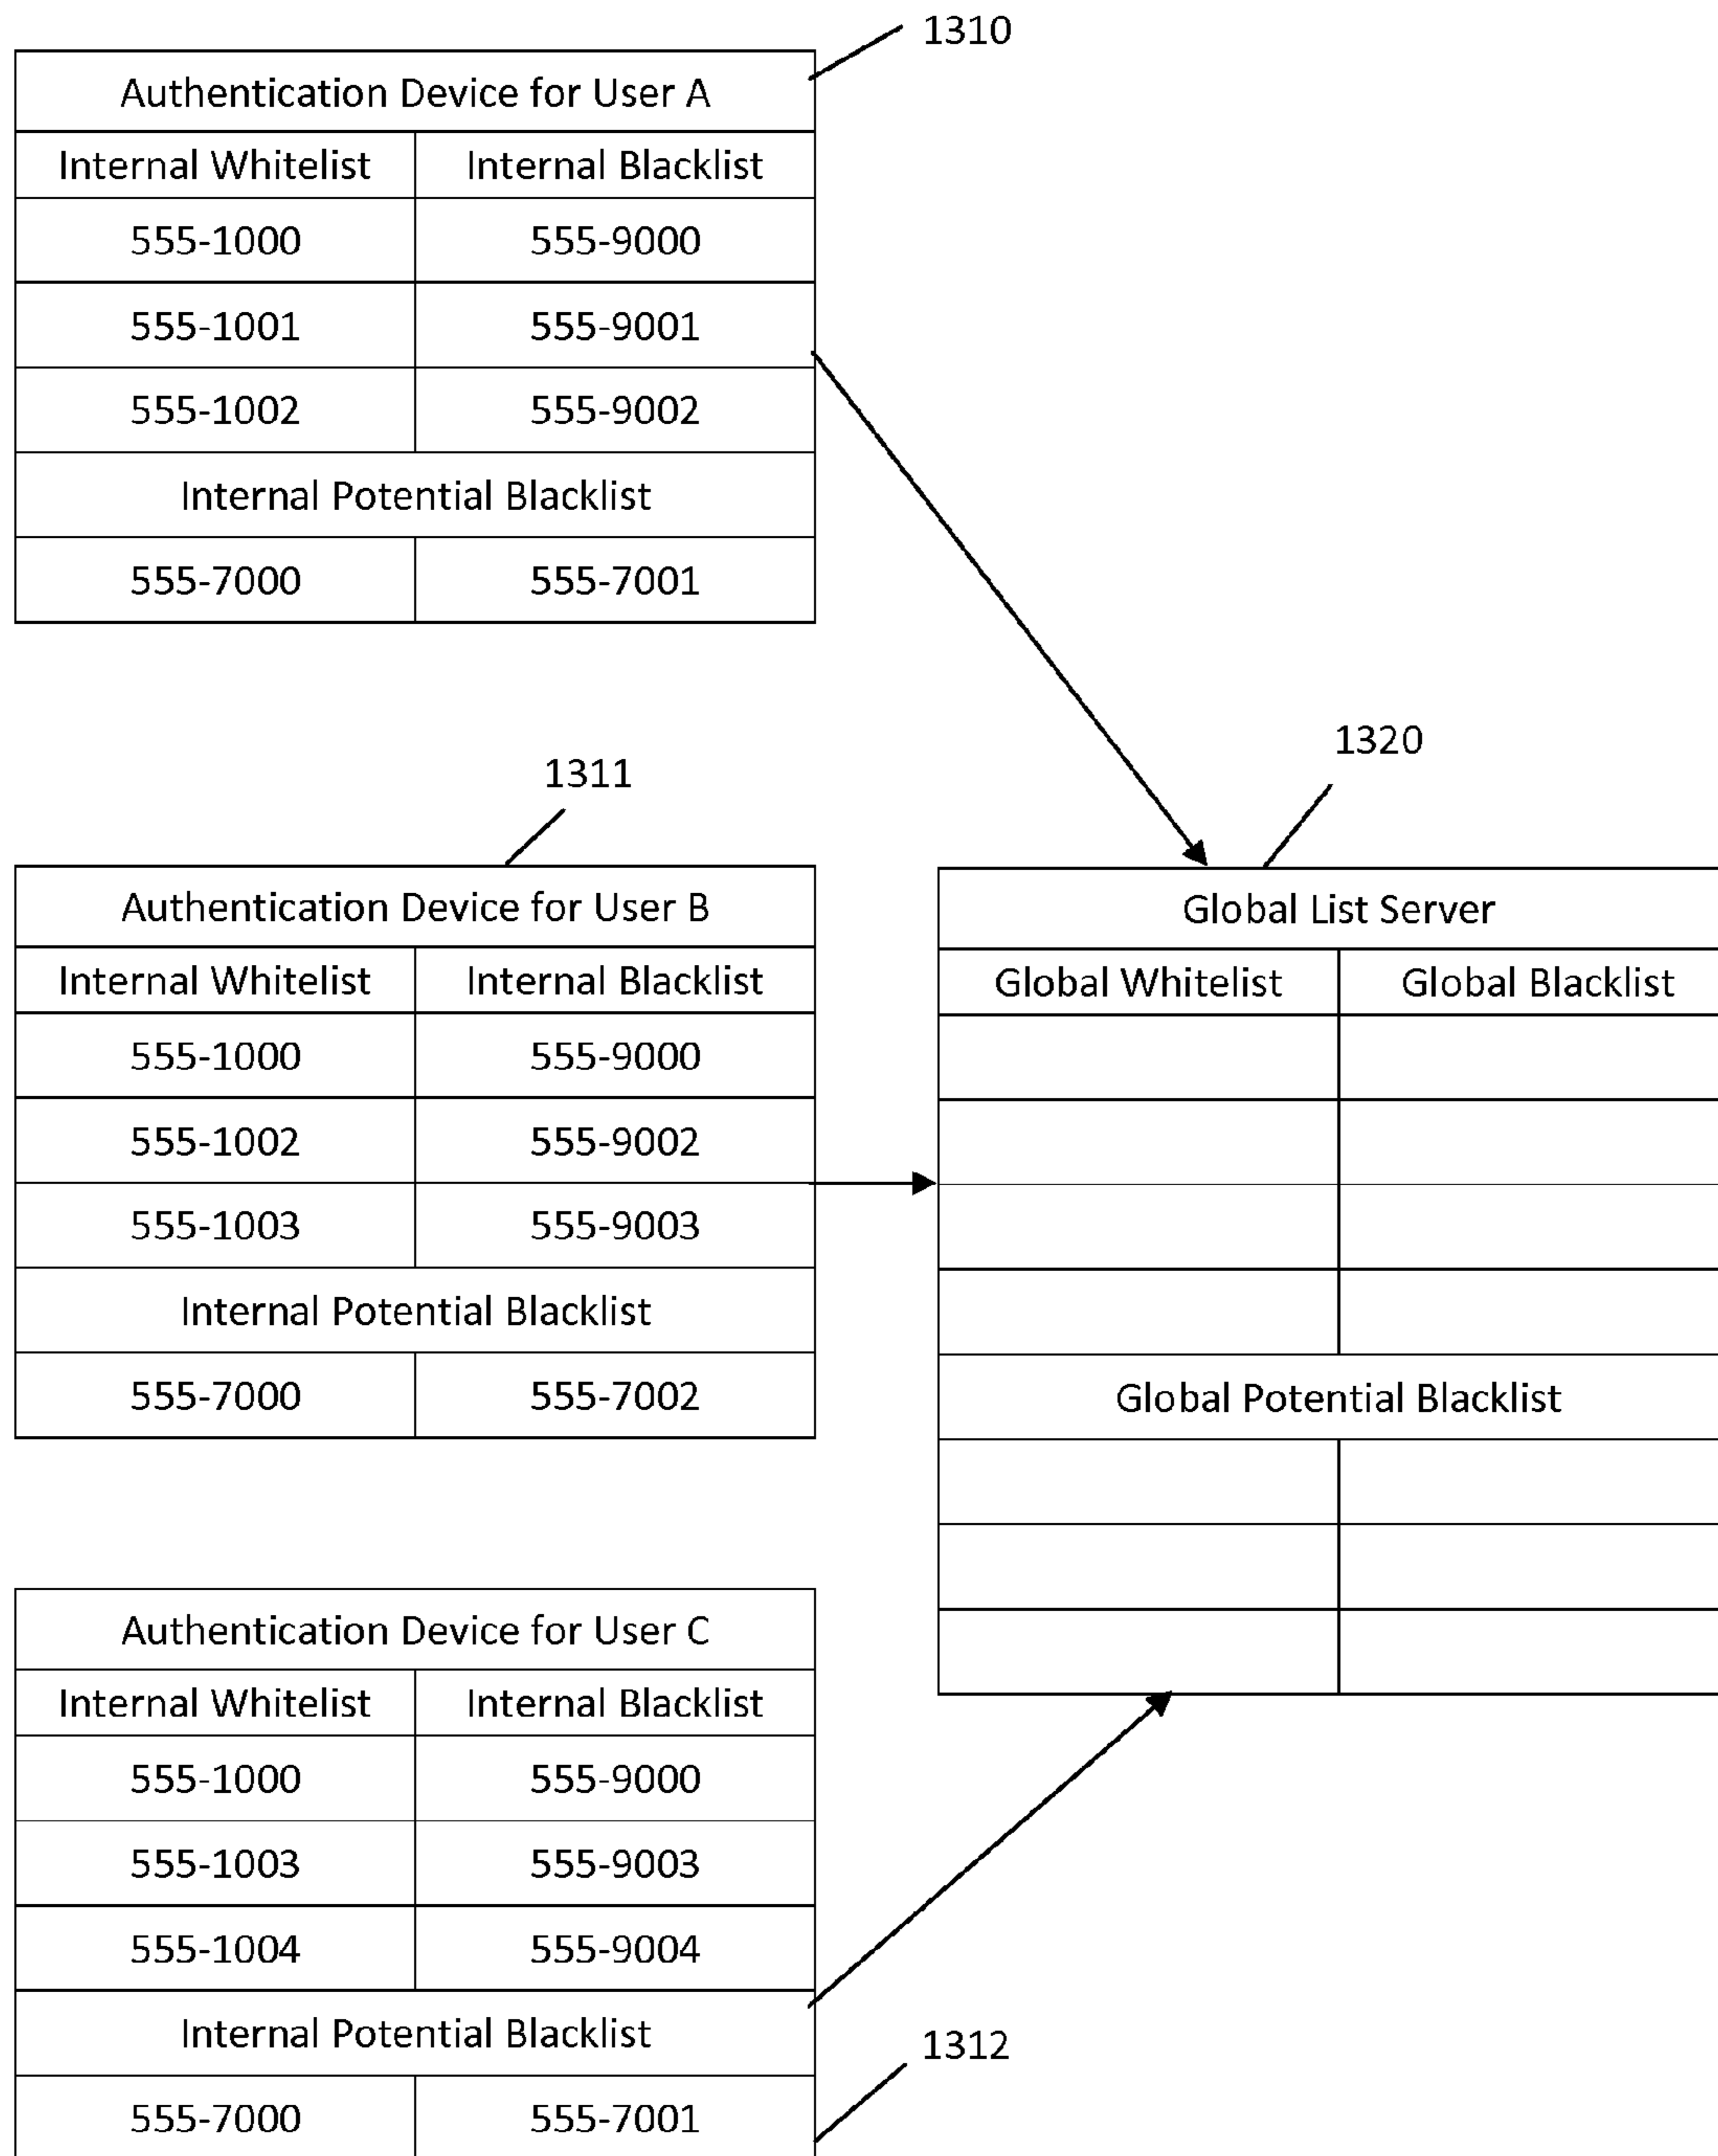 1310
Authentication Device for User A
Internal Whitelist Internal Blacklist
555-1000 555-9000
555-1001 555-9001
555-1002 555-9002
Internal Potential Blacklist
555-7000 555-7001
1320
1311
Authentication Device for User B
Internal Whitelist Internal Blacklist
555-1000 555-9000
555-1002 555-9002
555-1003 555-9003
Internal Potential Blacklist
555-7000 555-7002
Global List Server
Global Whitelist Global Blacklist
Global Potential Blacklist
Authentication Device for User C
Internal Whitelist Internal Blacklist
555-1000 555-9000
555-1003 555-9003
555-1004 555-9004
Internal Potential Blacklist
555-7000 555-7001
1312